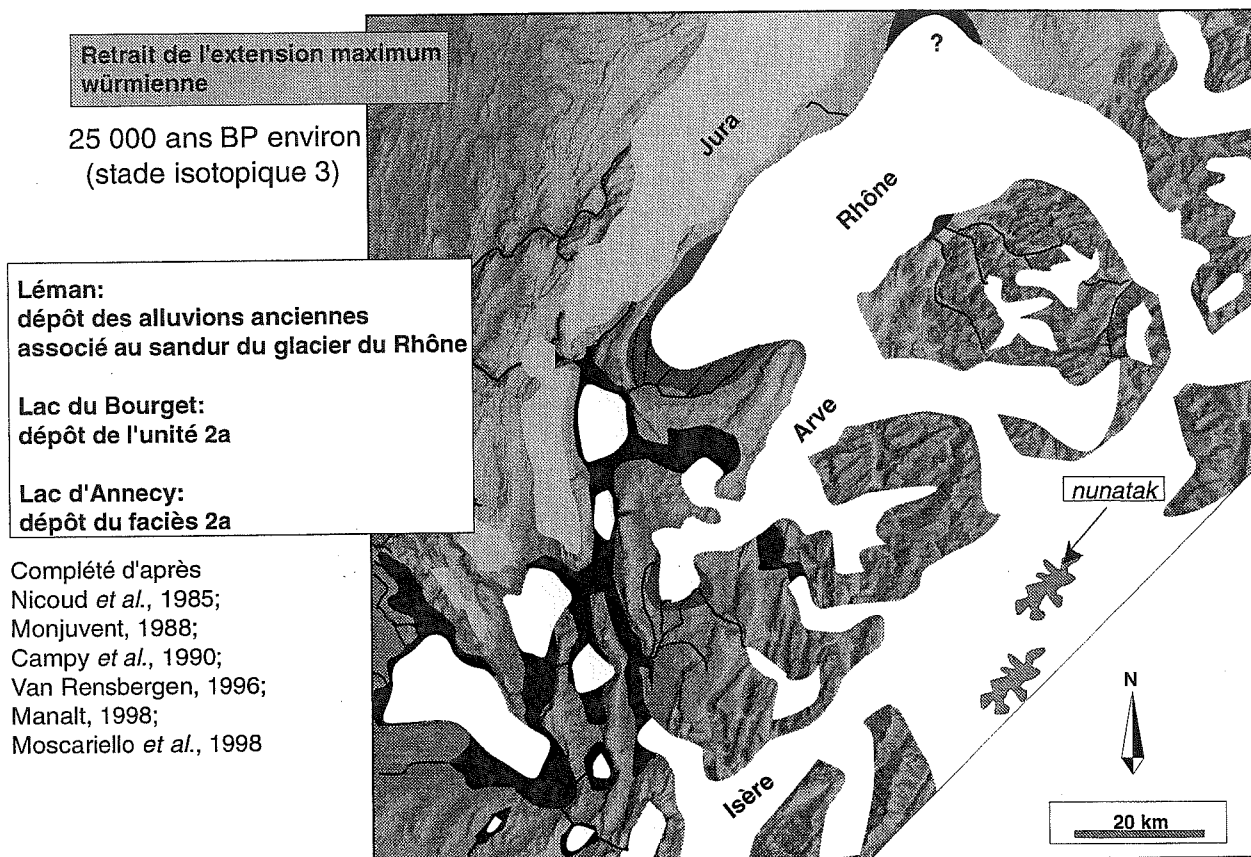 Retrait de l'extension maximum
würmienne
25 000 ans BP environ
(stade isotopique 3)
Léman:
dépôt des alluvions anciennes
associé au sandur du glacier du Rhône
Lac du Bourget:
dépôt de l'unité 2a
Lac d'Annecy:
dépôt du faciès 2a
Complété d'après
Nicoud et al., 1985;
Monjuvent, 1988;
Campy et al., 1990;
Van Rensbergen, 1996;
Manalt, 1998;
Moscariello et al., 1998
?
Jura
Rhône
Arve
nunatak
Isère
N
20 km